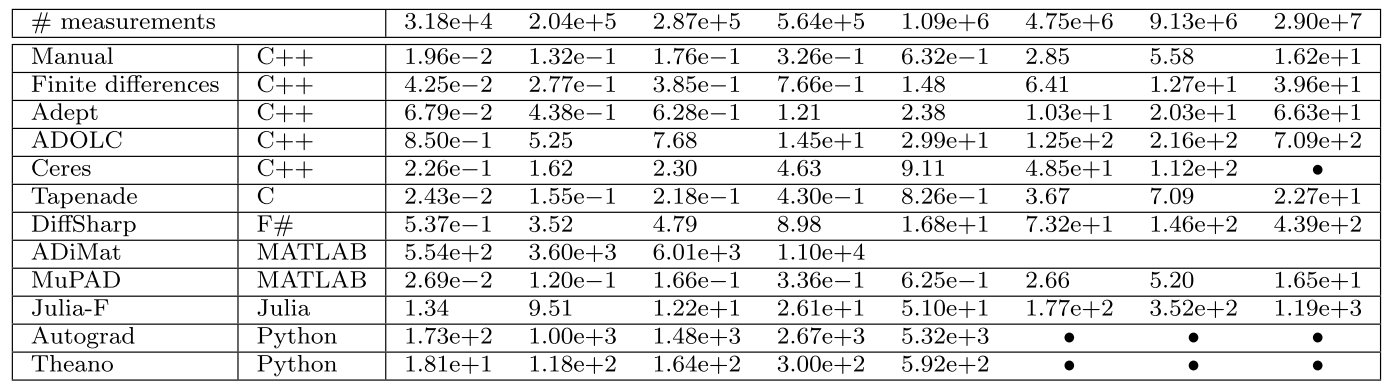 # measurements 3.18e+4 2.04e+5 2.87e+5 5.64e+5 1.09e+6 4.75e+6 9.13e+6 2.90e+7
Manual C++ 1.96e−2 1.32e−1 1.76e−1 3.26e−1 6.32e−1 2.85 5.58 1.62e+1
Finite differences C++ 4.25e−2 2.77e−1 3.85e−1 7.66e−1 1.48 6.41 1.27e+1 3.96e+1
Adept C++ 6.79e−2 4.38e−1 6.28e−1 1.21 2.38 1.03e+1 2.03e+1 6.63e+1
ADOLC C++ 8.50e−1 5.25 7.68 1.45e+1 2.99e+1 1.25e+2 2.16e+2 7.09e+2
Ceres C++ 2.26e−1 1.62 2.30 4.63 9.11 4.85e+1 1.12e+2 •
Tapenade C 2.43e−2 1.55e−1 2.18e−1 4.30e−1 8.26e−1 3.67 7.09 2.27e+1
DiffSharp F# 5.37e−1 3.52 4.79 8.98 1.68e+1 7.32e+1 1.46e+2 4.39e+2
ADiMat MATLAB 5.54e+2 3.60e+3 6.01e+3 1.10e+4
MuPAD MATLAB 2.69e−2 1.20e−1 1.66e−1 3.36e−1 6.25e−1 2.66 5.20 1.65e+1
Julia-F Julia 1.34 9.51 1.22e+1 2.61e+1 5.10e+1 1.77e+2 3.52e+2 1.19e+3
Autograd Python 1.73e+2 1.00e+3 1.48e+3 2.67e+3 5.32e+3 • • •
Theano Python 1.81e+1 1.18e+2 1.64e+2 3.00e+2 5.92e+2 • • •